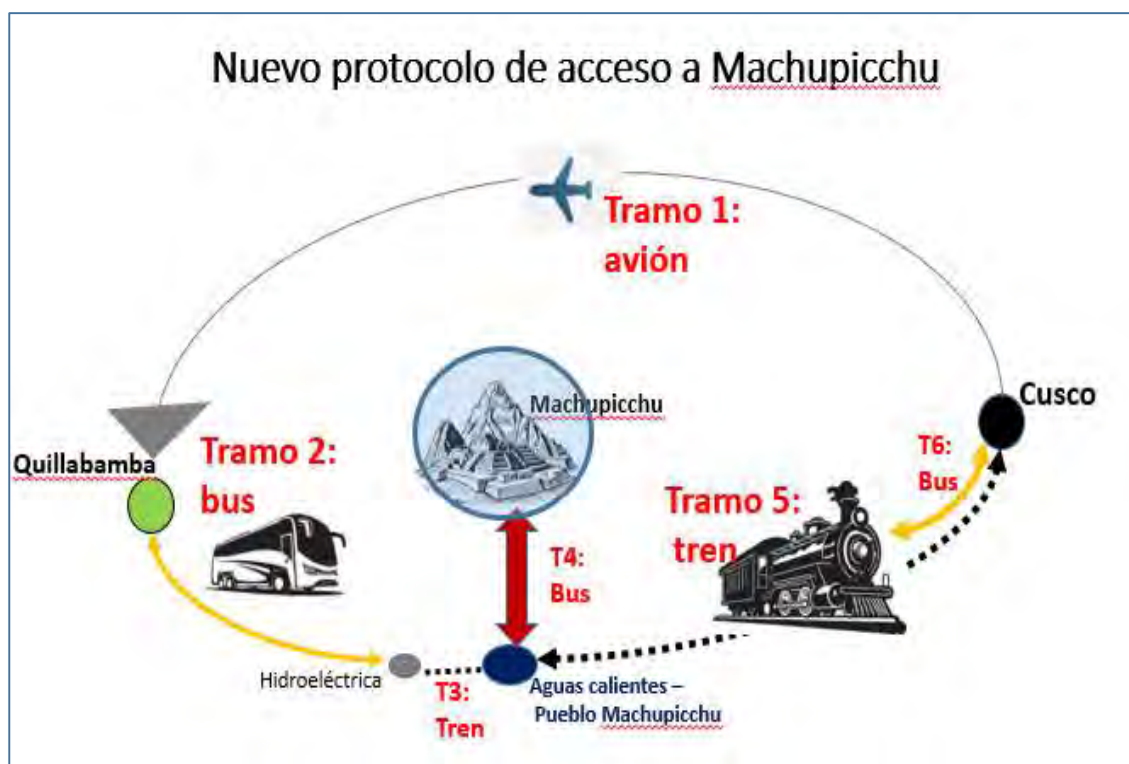 Nuevo protocolo de acceso a Machupicchu
Tramo 1:
avión
Machupicchu
Cusco
Quillabamba
Tramo 2:
bus
T6:
Bus
Tramo 5:
tren
T4:
Bus
Hidroeléctrica
T3:
Tren
Aguas calientes –
Pueblo Machupicchu